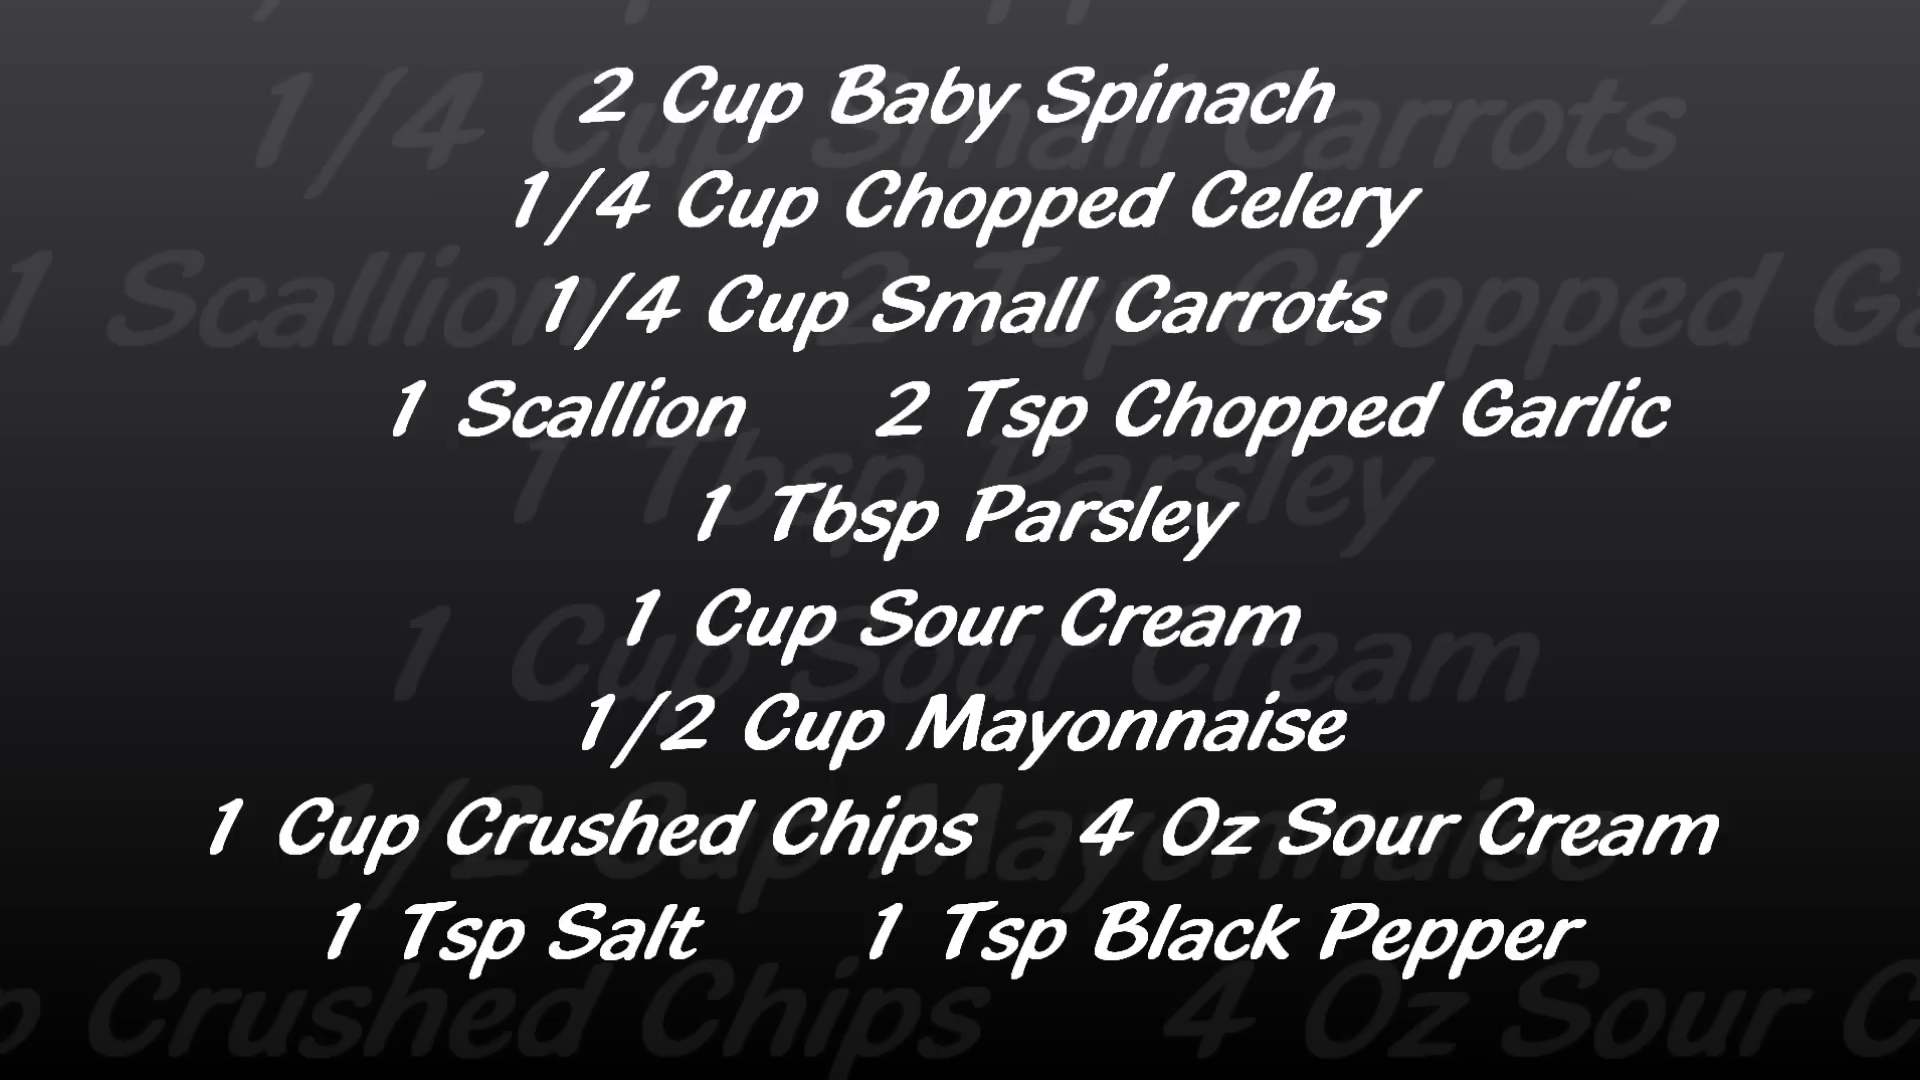 2 Cup Baby Spinach
1/4 Cup Chopped Celery
1/4 Cup Small Carrots
1 Scallion 2 Tsp Chopped Garlic
1 Tbsp Parsley
1 Cup Sour Cream
1/2 Cup Mayonnaise
1 Cup Crushed Chips 4 Oz Sour Cream
1 Tsp Salt 1 Tsp Black Pepper